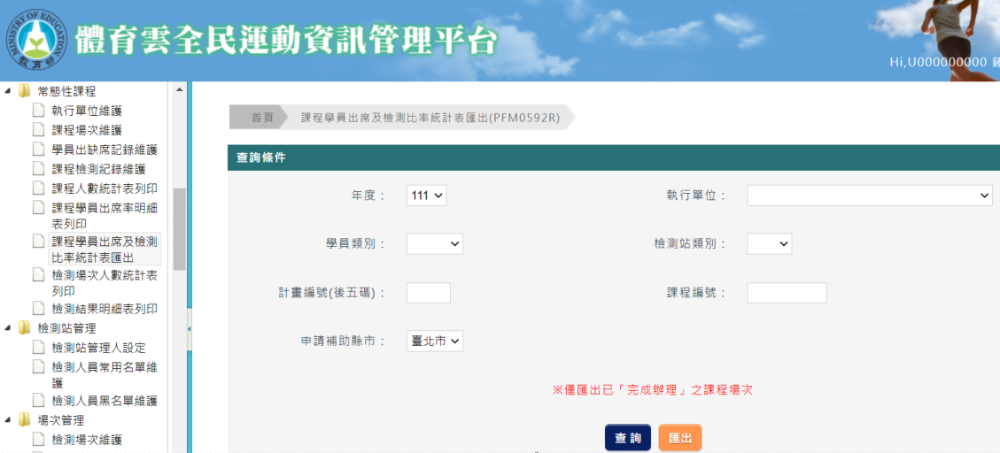 MINISTRY OF EDUCATION
教育部
體育雲全民運動資訊管理平台
Hi,U000000000
常態性課程
執行單位維護
課程場次維護
學員出缺席記錄維護
課程檢測紀錄維護
課程人數統計表列印
課程學員出席率明細
表列印
課程學員出席及檢測
比率統計表匯出
檢測場次人數統計表
列印
檢測結果明細表列印
檢測站管理
檢測站管理人設定
檢測人員常用名單維
護
檢測人員黑名單維護
場次管理
檢測場次維護
首頁 課程學員出席及檢測比率統計表匯出(PFM0592R)
查詢條件
年度： 111 執行單位：
學員類別： 檢測站類別：
計畫編號(後五碼)： 課程編號：
申請補助縣市： 臺北市
※僅匯出已「完成辦理」之課程場次
查詢 匯出